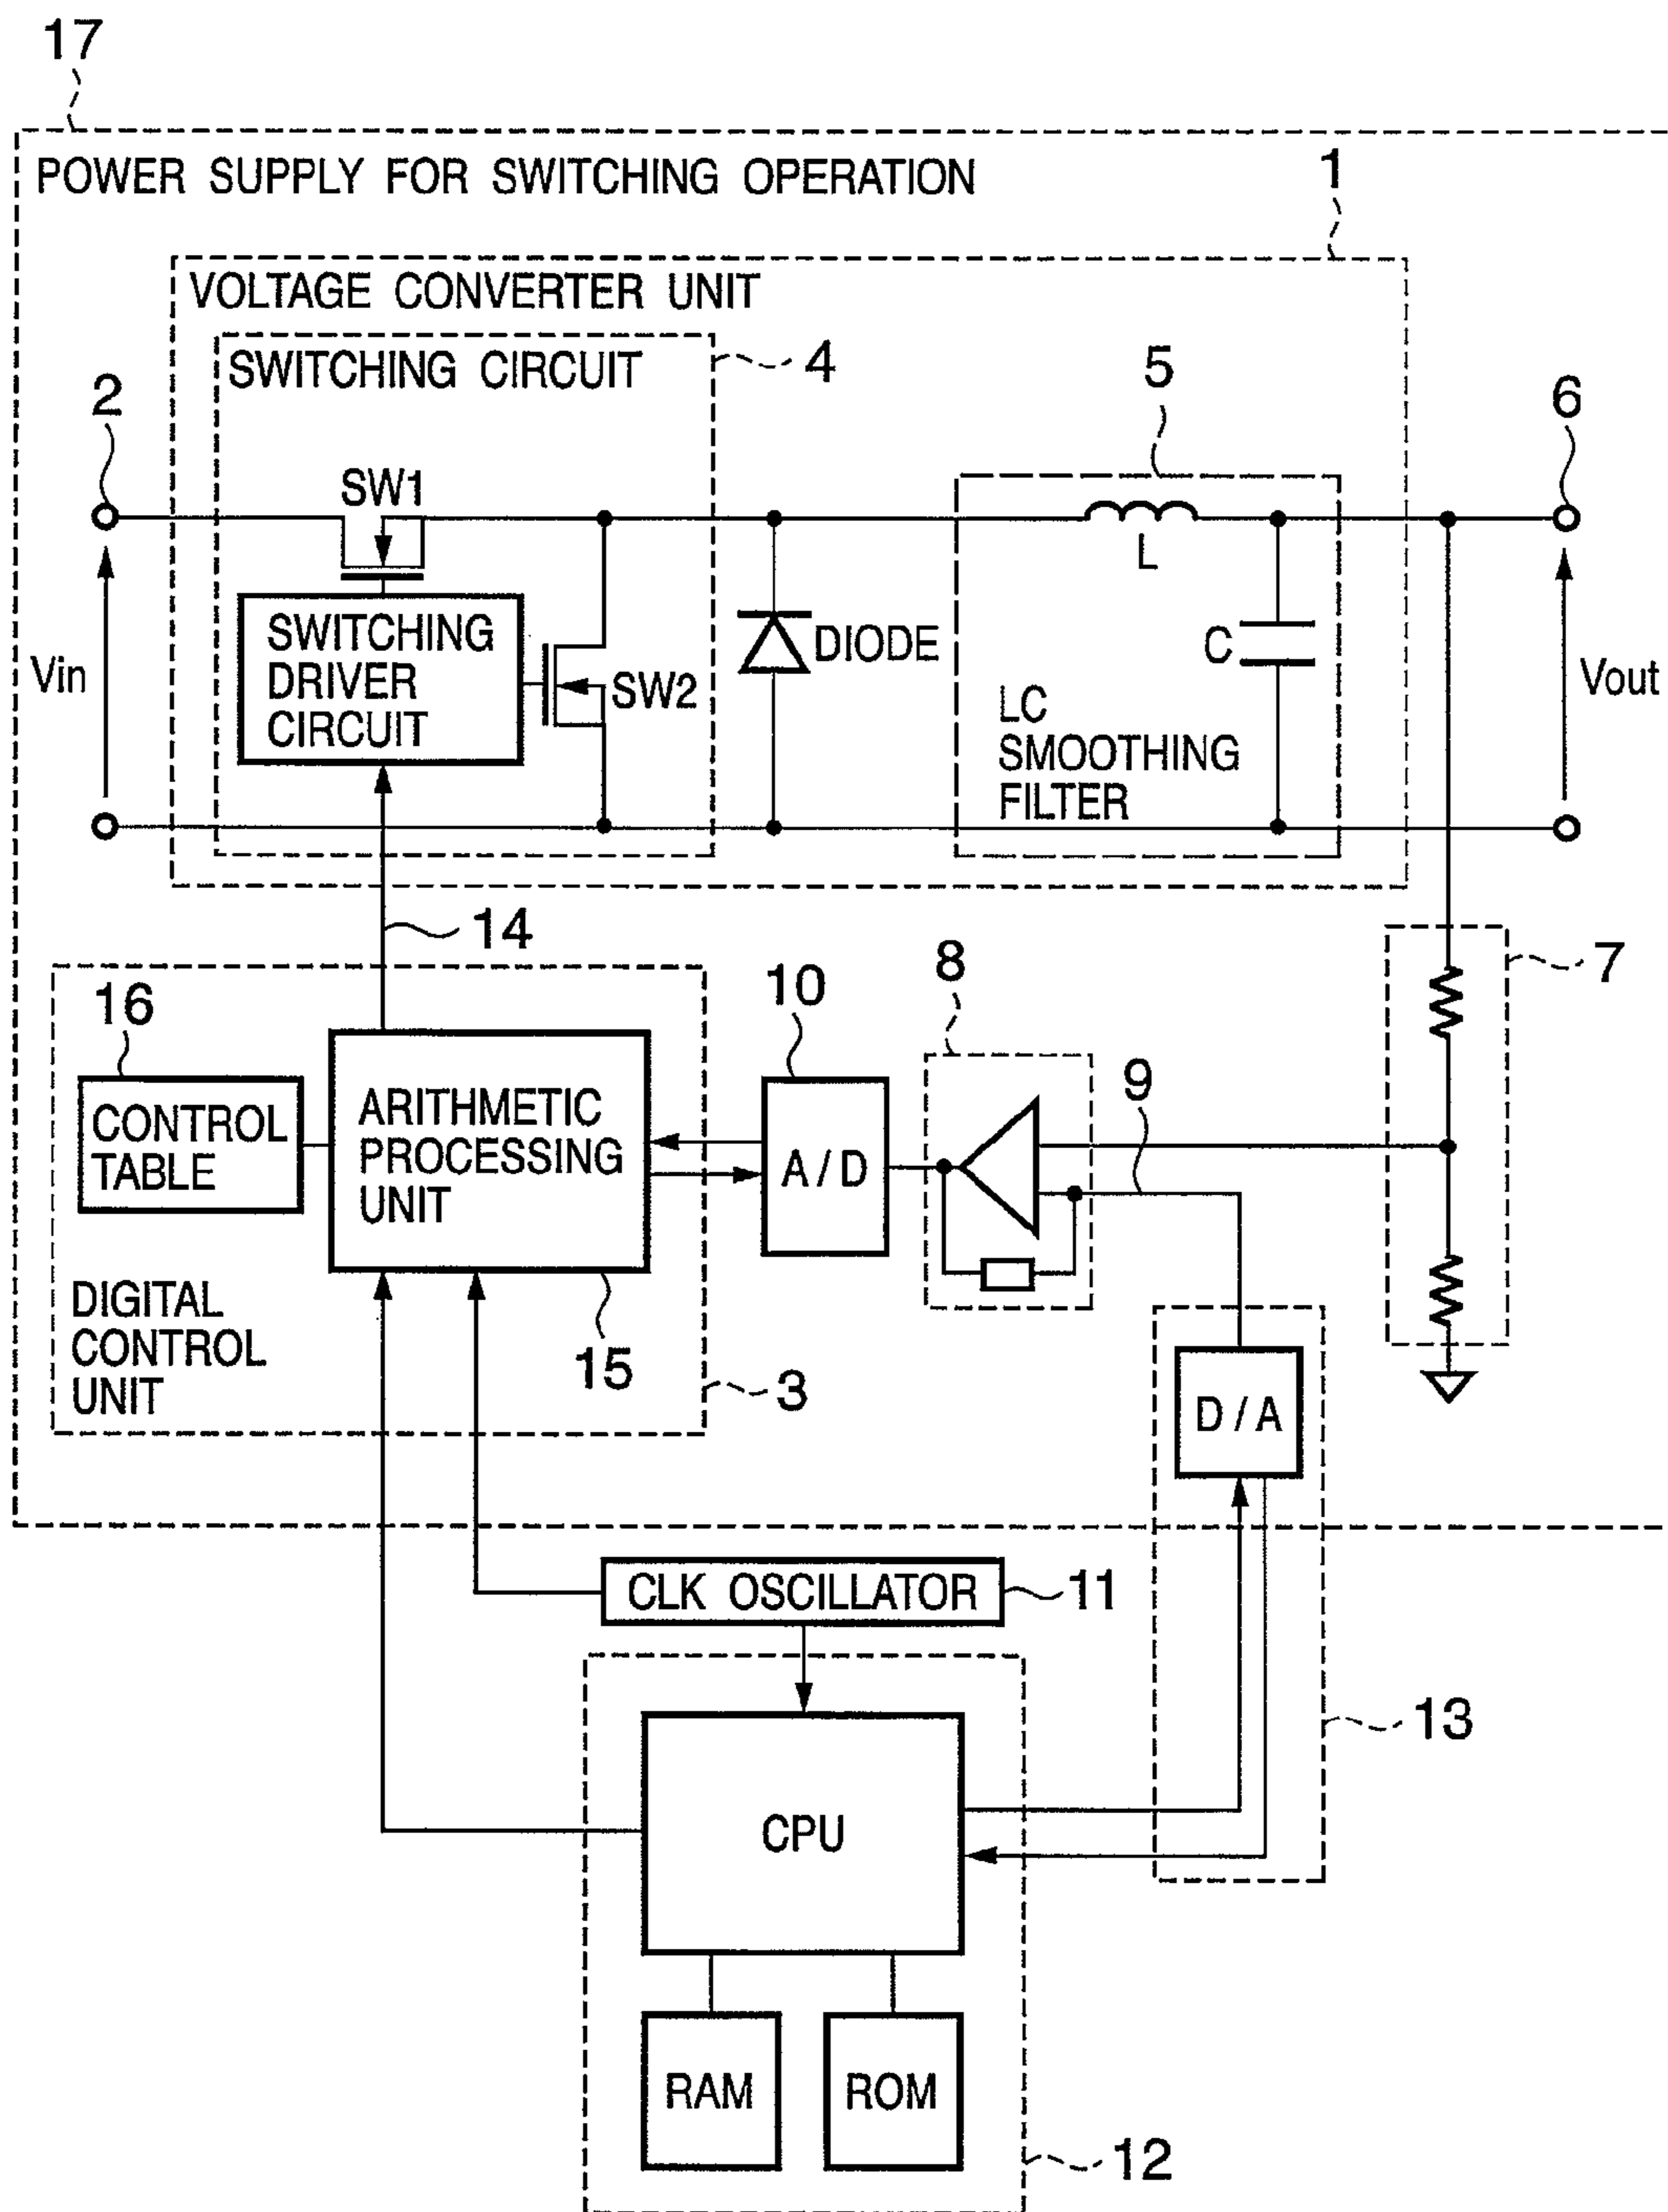 17
POWER SUPPLY FOR SWITCHING OPERATION
1
VOLTAGE CONVERTER UNIT
SWITCHING CIRCUIT
4
5
2
6
SW1
L
SWITCHING
DRIVER
CIRCUIT
SW2
DIODE
C
Vin
Vout
LC
SMOOTHING
FILTER
14
8
7
16
10
9
CONTROL
TABLE
ARITHMETIC
PROCESSING
UNIT
A/D
DIGITAL
CONTROL
UNIT
15
3
D/A
CLK OSCILLATOR
11
13
CPU
RAM
ROM
12